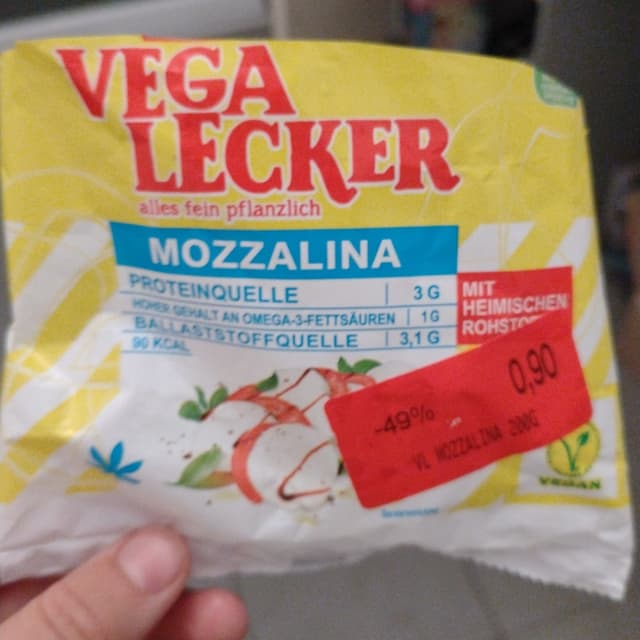 VEGA
LECKER
alles fein pflanzlich
MOZZALINA
PROTEINQUELLE 3 G
HOHER GEHALT AN OMEGA-3-FETTSÄUREN 1 G
BALLASTSTOFFQUELLE 3,1 G
90 KCAL
MIT
HEIMISCHEN
0,90
-49%
VL MOZZALINA 200G
VEGAN